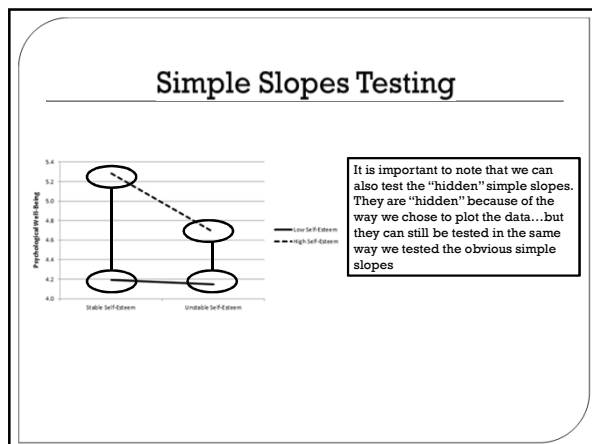 Simple Slopes Testing
5.4
5.2
5.0
4.8
4.6
4.4
4.2
4.0
Psychological Well-Being
Stable Self-Esteem
Unstable Self-Esteem
Low Self-Esteem
High Self-Esteem
It is important to note that we can
also test the “hidden” simple slopes.
They are “hidden” because of the
way we chose to plot the data…but
they can still be tested in the same
way we tested the obvious simple
slopes